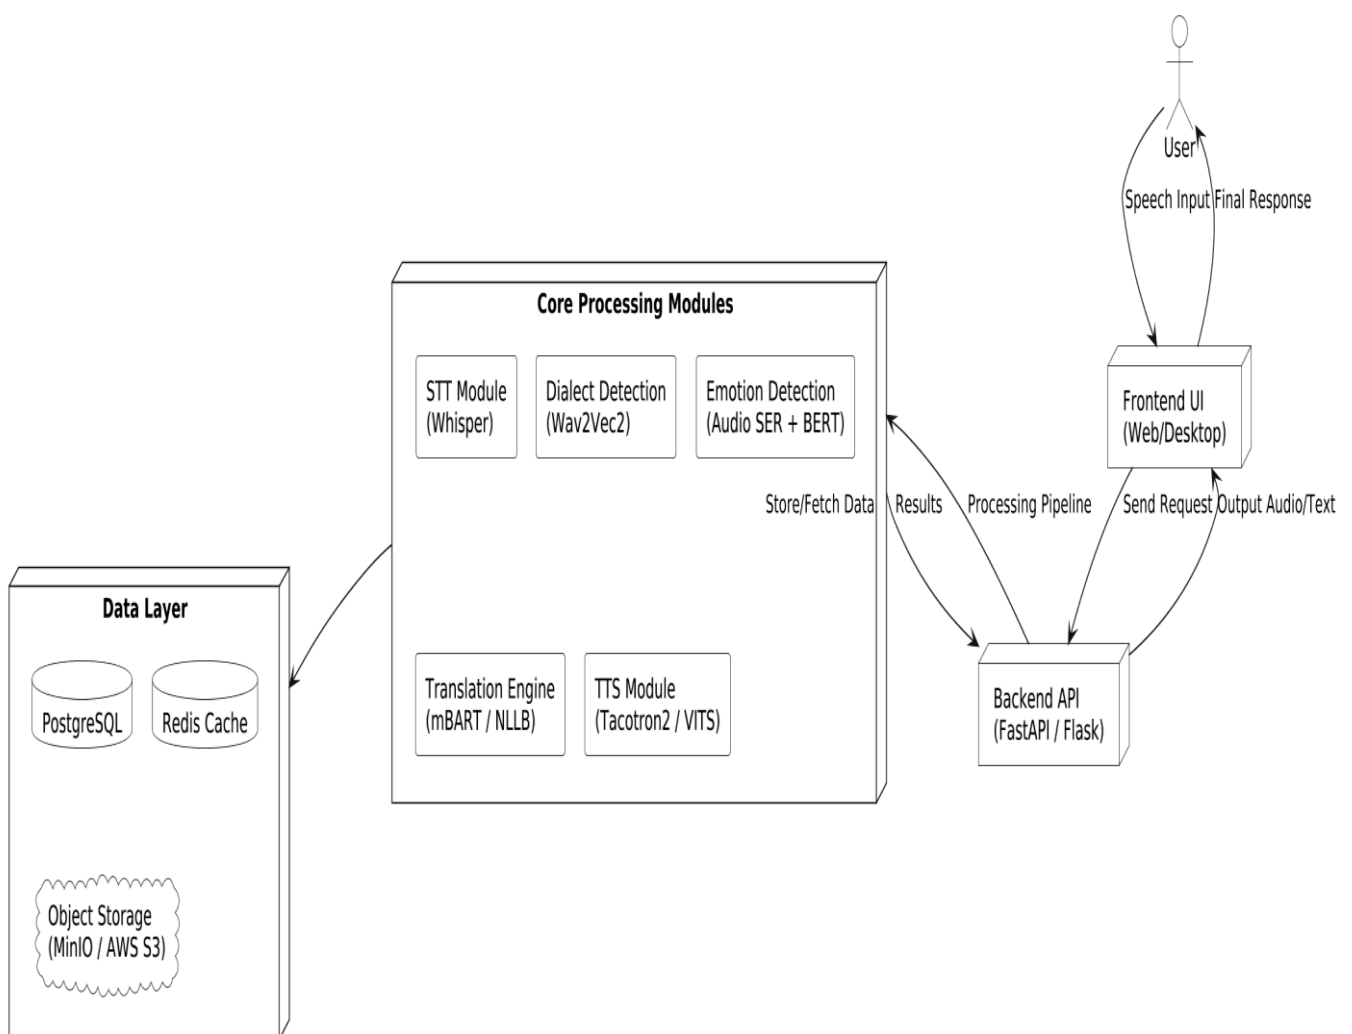 User
Speech Input
Final Response
Core Processing Modules
STT Module
(Whisper)
Dialect Detection
(Wav2Vec2)
Emotion Detection
(Audio SER + BERT)
Frontend UI
(Web/Desktop)
Store/Fetch Data
Results
Processing Pipeline
Send Request
Output Audio/Text
Data Layer
PostgreSQL
Redis Cache
Translation Engine
(mBART / NLLB)
TTS Module
(Tacotron2 / VITS)
Backend API
(FastAPI / Flask)
Object Storage
(MinIO / AWS S3)